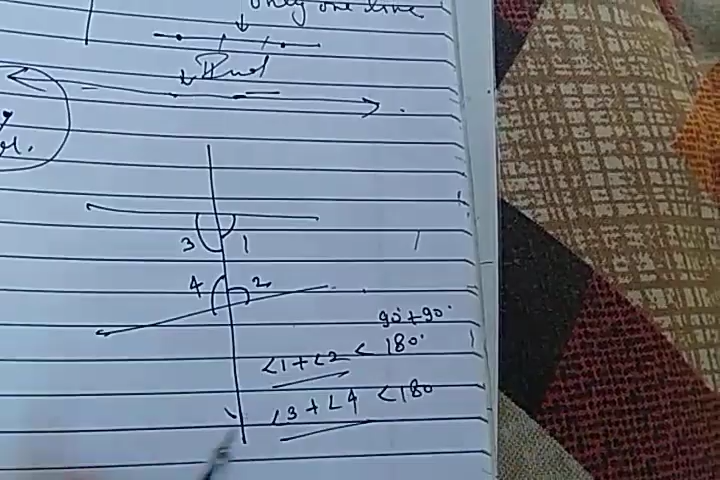 only one line
3 1
4 2
90°+90°
∠1+∠2 < 180°
∠3+∠4 <180